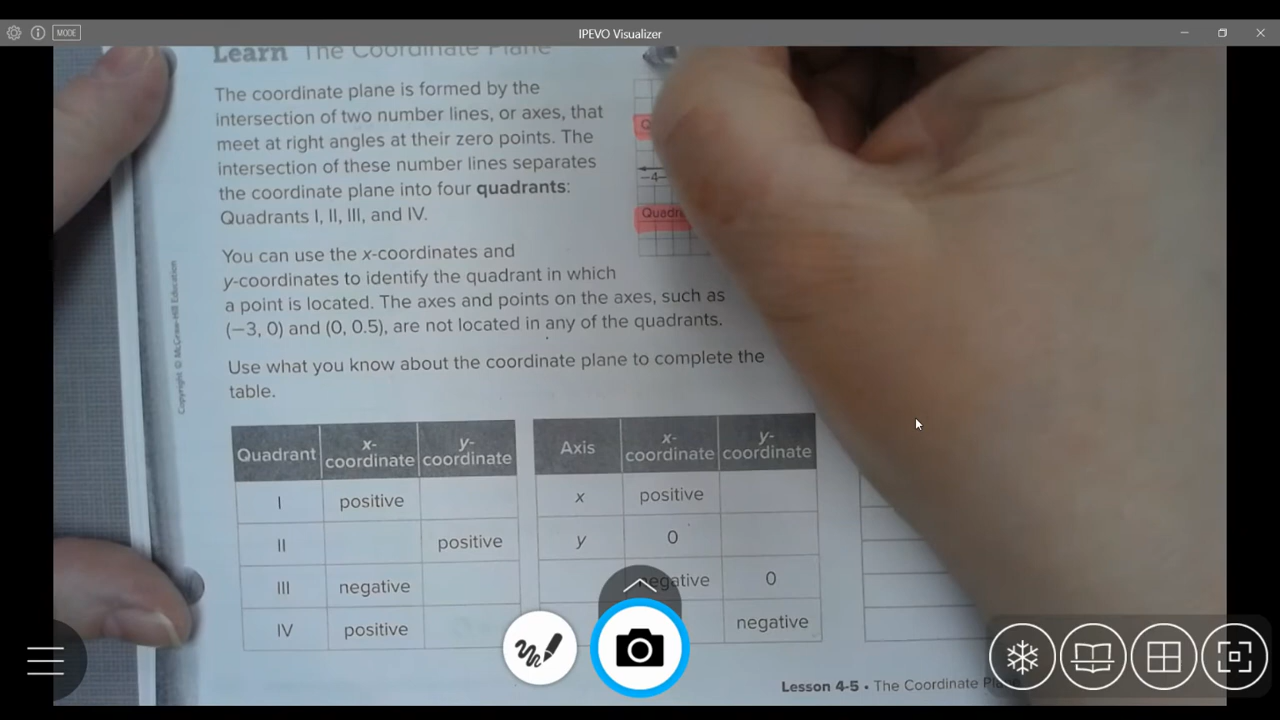 MODE
IPEVO Visualizer
Learn The Coordinate Plane
The coordinate plane is formed by the
intersection of two number lines, or axes, that
meet at right angles at their zero points. The
intersection of these number lines separates
the coordinate plane into four quadrants:
Quadrants I, II, III, and IV.
-4
You can use the x-coordinates and
y-coordinates to identify the quadrant in which
a point is located. The axes and points on the axes, such as
(−3, 0) and (0, 0.5), are not located in any of the quadrants.
Use what you know about the coordinate plane to complete the
table.
Copyright © McGraw-Hill Education
Quadrant x-coordinate y-coordinate
I positive
II positive
III negative
IV positive
Axis x-coordinate y-coordinate
x positive
y 0
negative 0
negative
Lesson 4-5 • The Coordinate